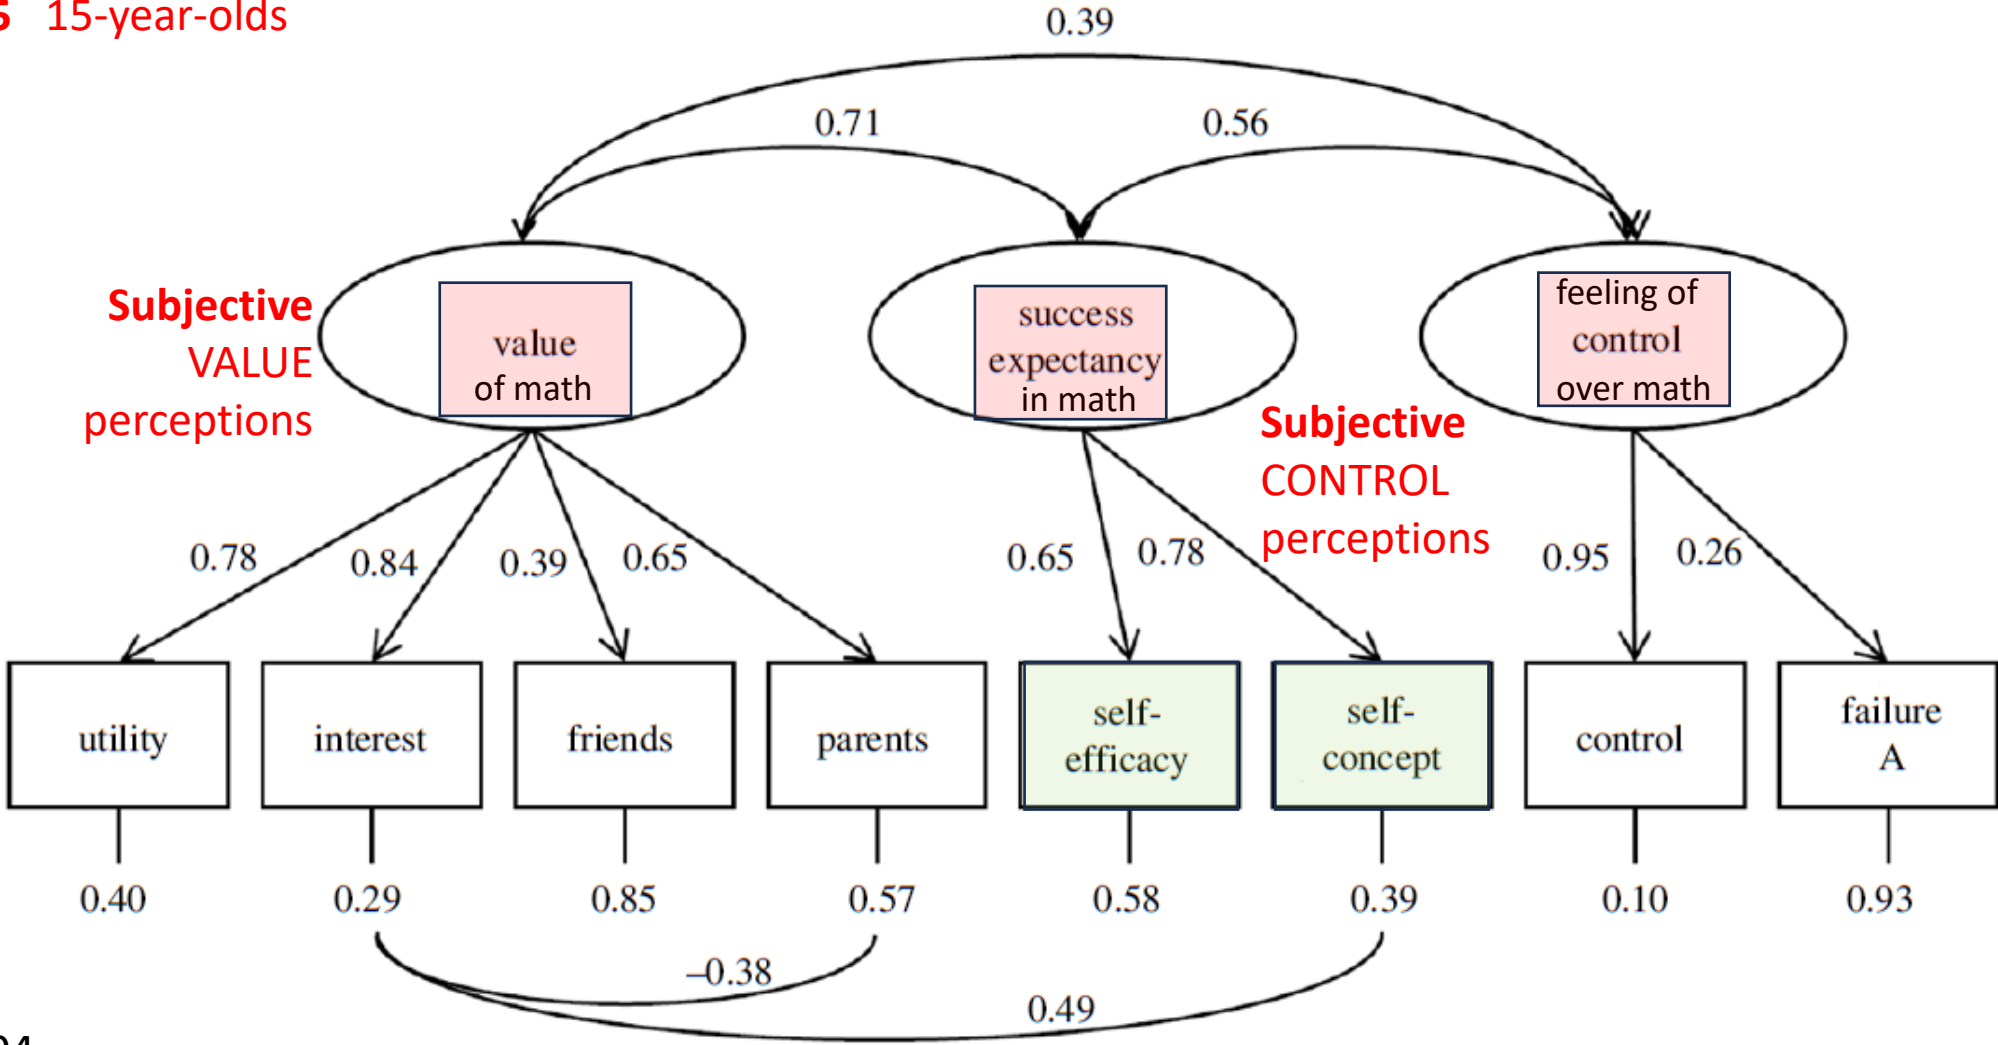 15-year-olds
0.39
0.71 0.56
Subjective
VALUE
perceptions
value
of math
success
expectancy
in math
feeling of
control
over math
Subjective
CONTROL
perceptions
0.78 0.84 0.39 0.65 0.65 0.78 0.95 0.26
utility
interest
friends
parents
self-
efficacy
self-
concept
control
failure
A
0.40 0.29 0.85 0.57 0.58 0.39 0.10 0.93
–0.38
0.49